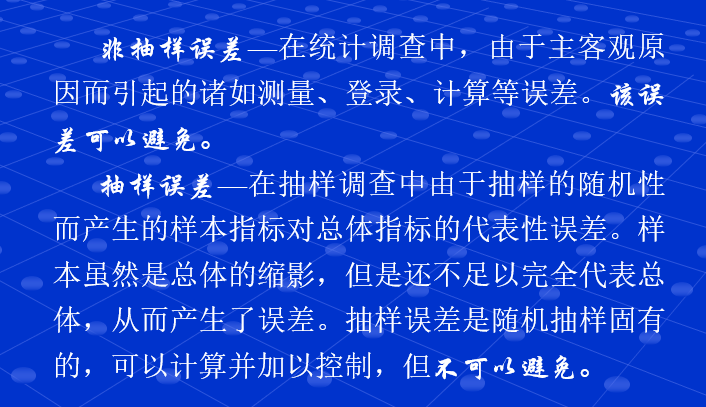 非抽样误差—在统计调查中，由于主客观原
因而引起的诸如测量、登录、计算等误差。该误
差可以避免。
抽样误差—在抽样调查中由于抽样的随机性
而产生的样本指标对总体指标的代表性误差。样
本虽然是总体的缩影，但是还不足以完全代表总
体，从而产生了误差。抽样误差是随机抽样固有
的，可以计算并加以控制，但不可以避免。